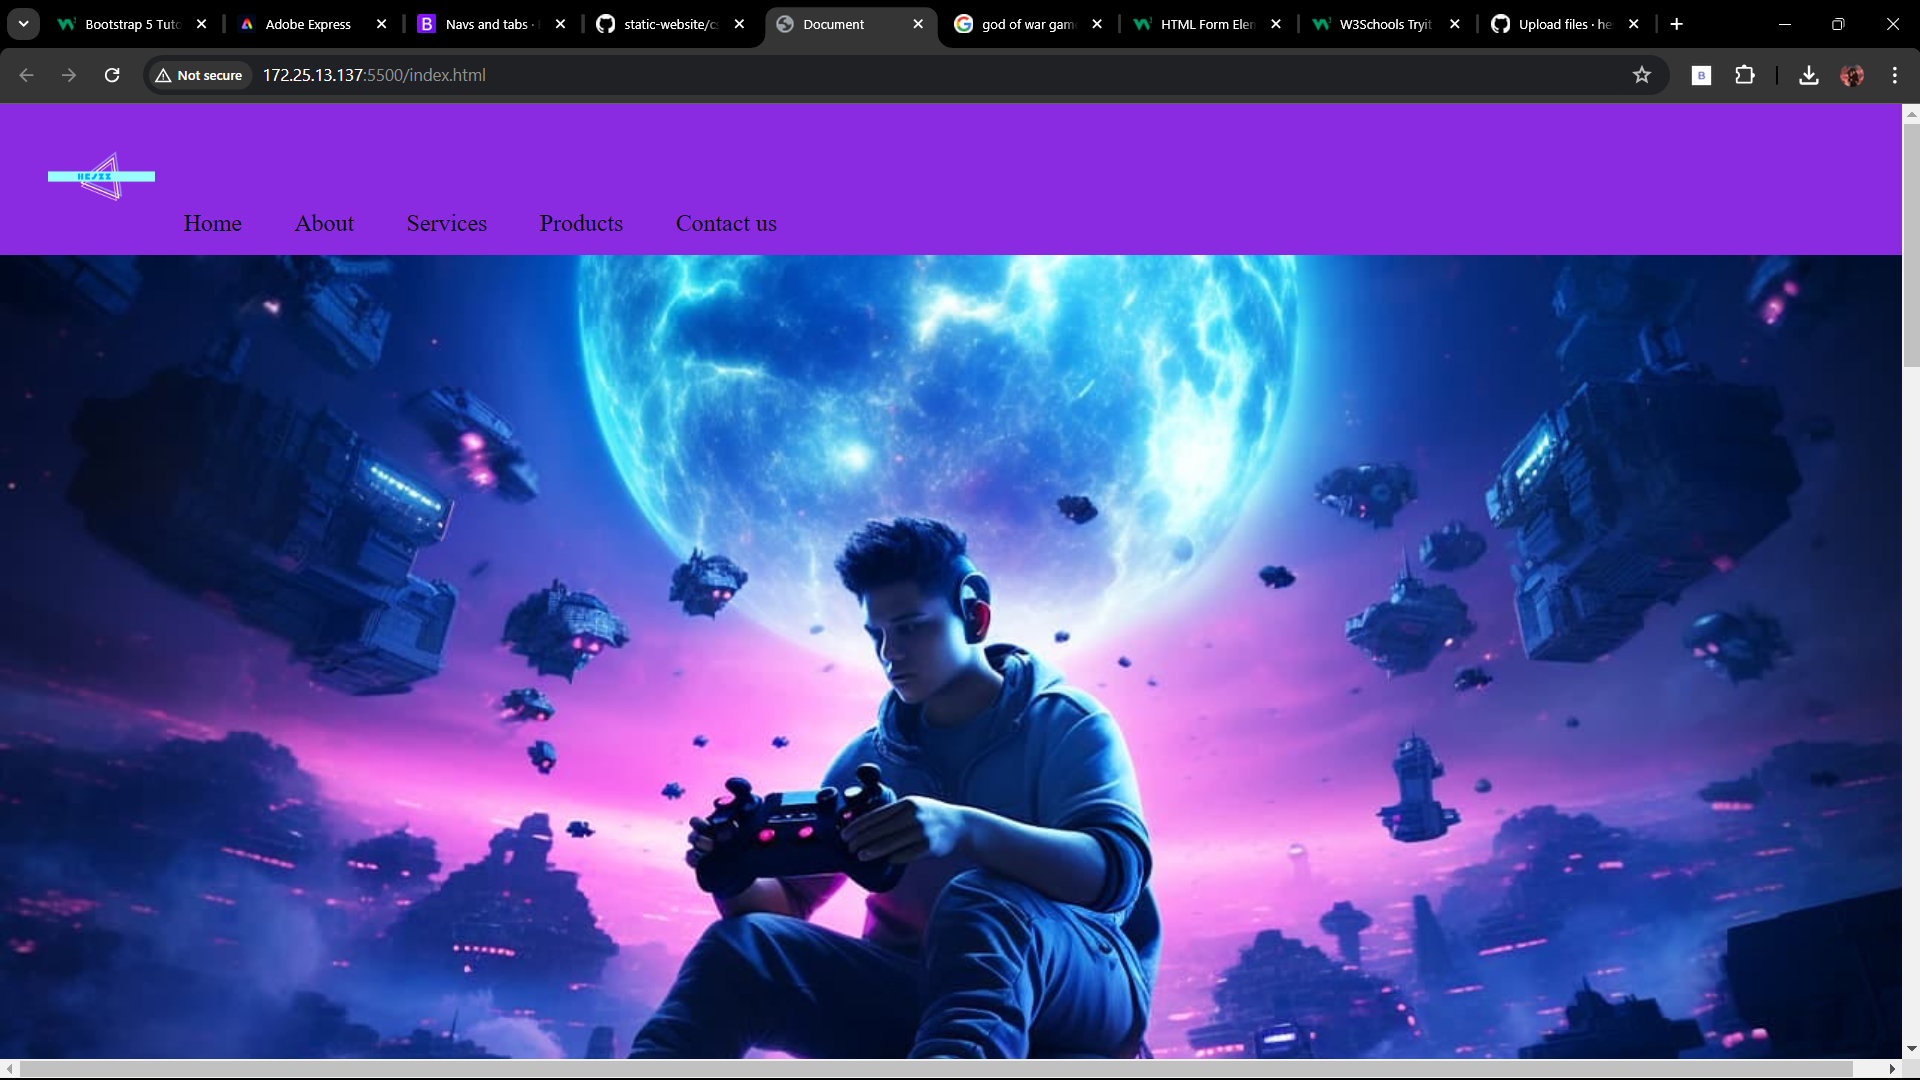 Bootstrap 5 Tuto
Adobe Express
Navs and tabs ·
static-website/cs
Document
god of war gam
HTML Form Elen
W3Schools Tryit
Upload files · he
Not secure
172.25.13.137:5500/index.html
B
HEJZI
Home
About
Services
Products
Contact us